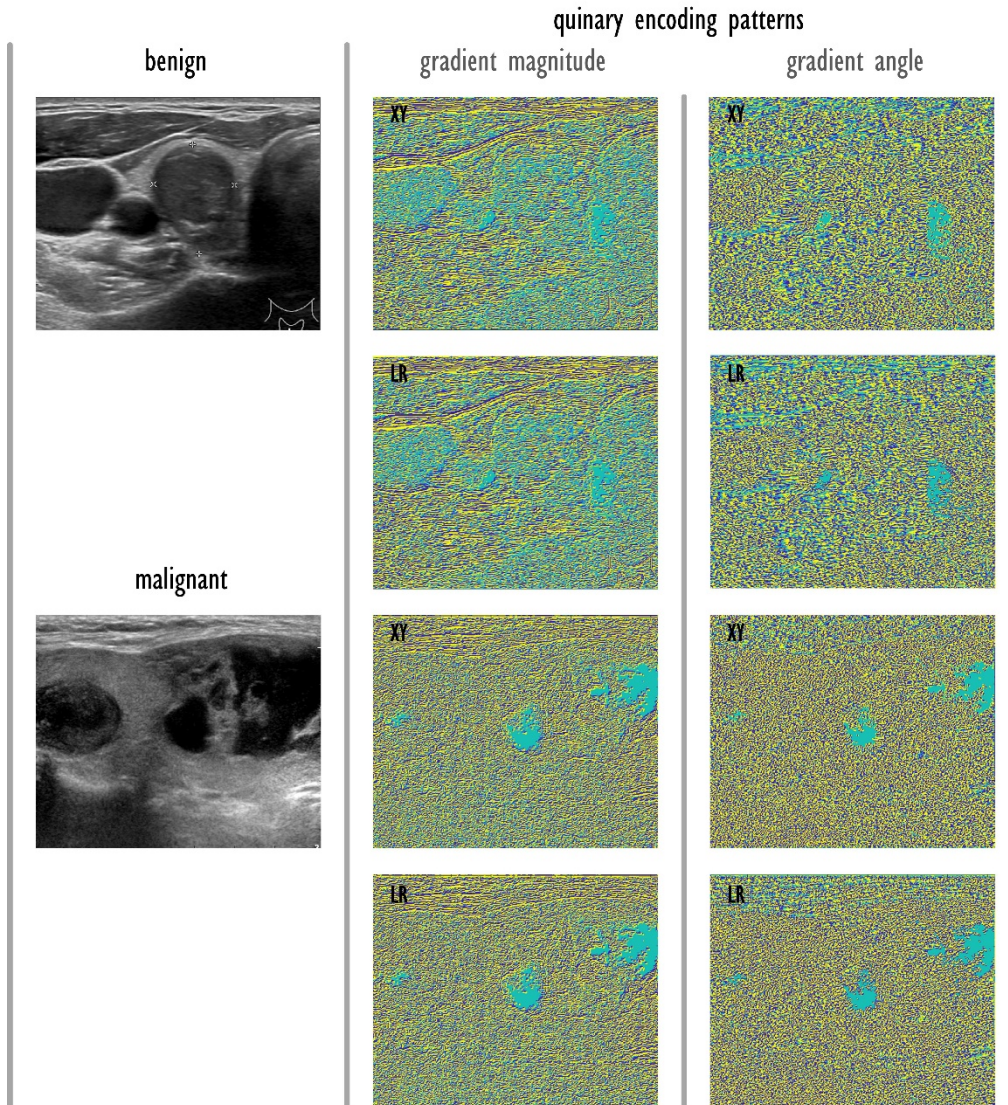 quinary encoding patterns
benign
gradient magnitude
gradient angle
XY
XY
LR
LR
malignant
XY
XY
LR
LR